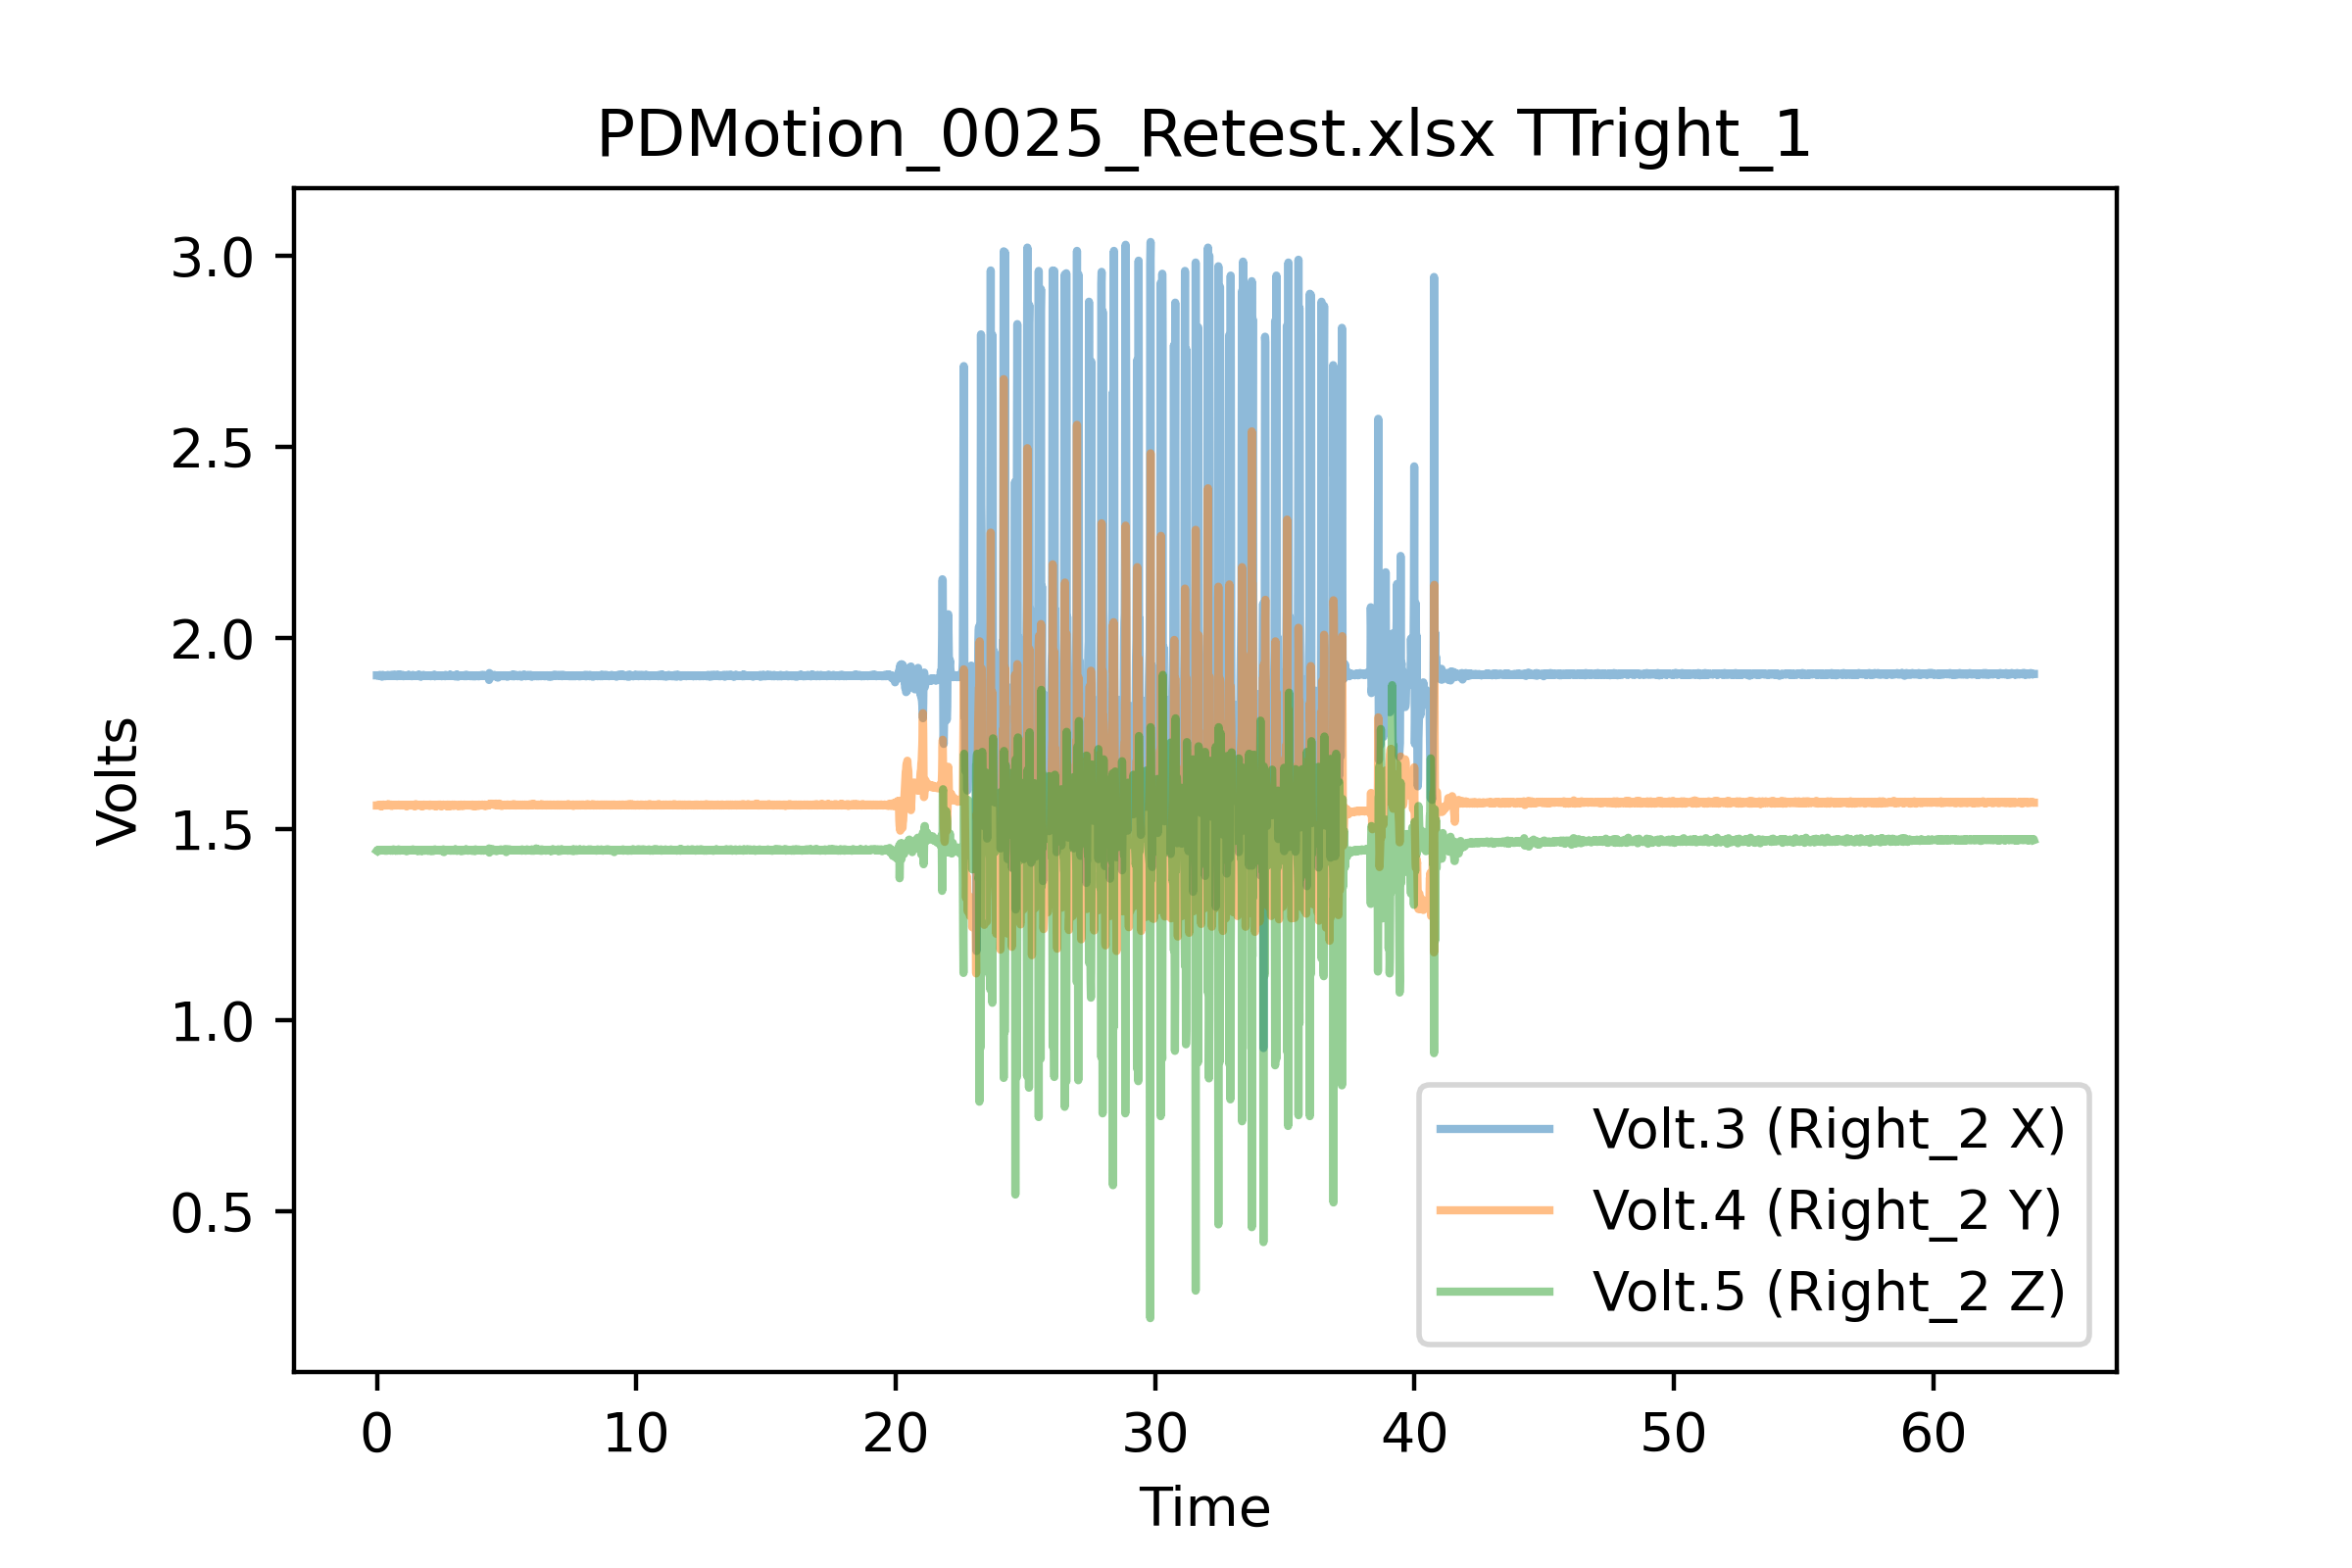 PDMotion_0025_Retest.xlsx TTright_1
Volts
3.0
2.5
2.0
1.5
1.0
0.5
Volt.3 (Right_2 X)
Volt.4 (Right_2 Y)
Volt.5 (Right_2 Z)
0 10 20 30 40 50 60
Time